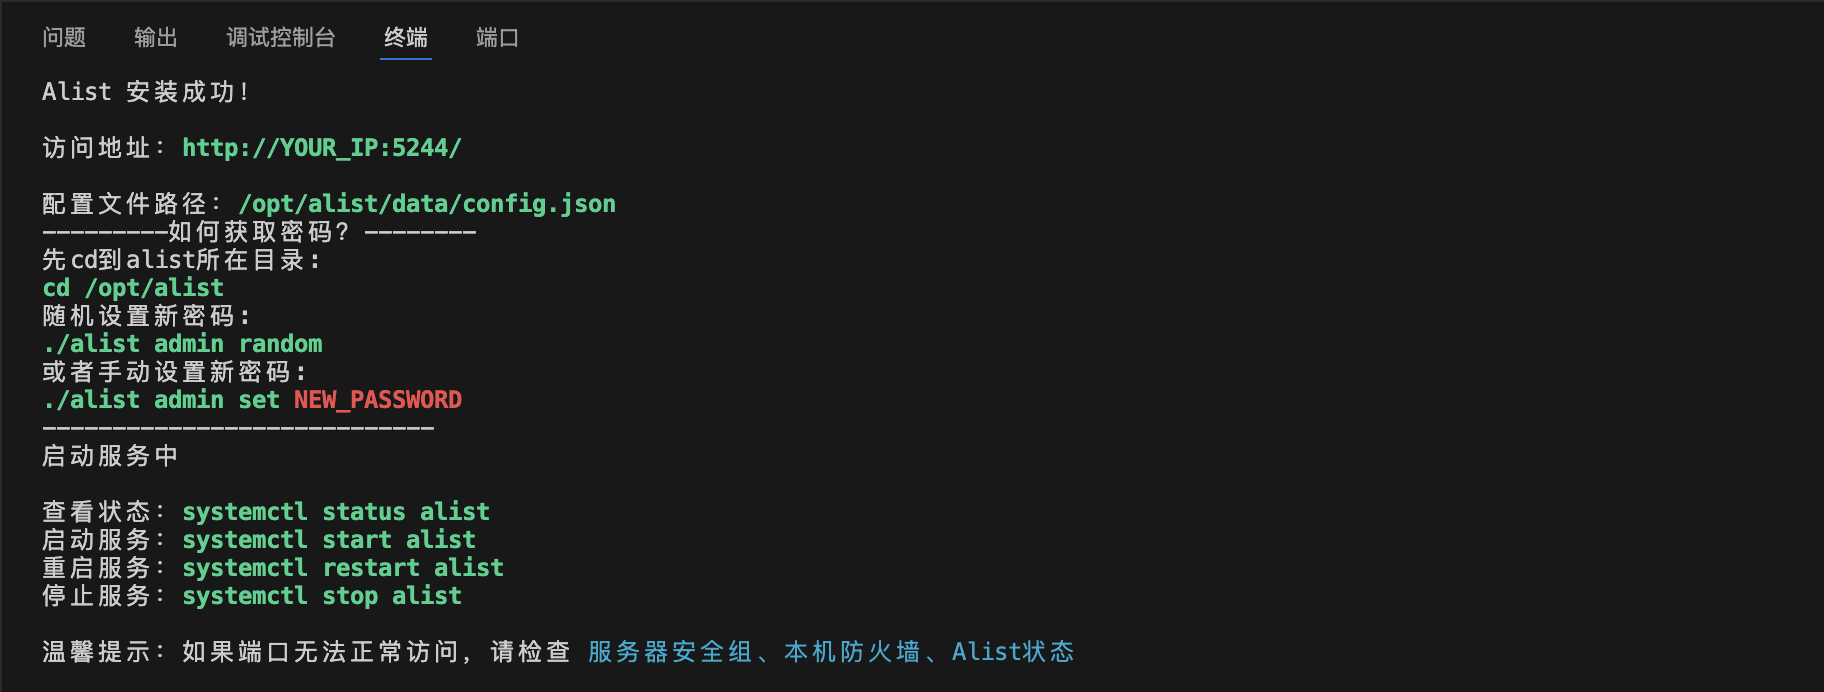 问题 输出 调试控制台 终端 端口
Alist 安装成功!
访问地址: http://YOUR_IP:5244/
配置文件路径: /opt/alist/data/config.json
---------如何获取密码? --------
先cd到alist所在目录:
cd /opt/alist
随机设置新密码:
./alist admin random
或者手动设置新密码:
./alist admin set NEW_PASSWORD
----------------------------
启动服务中
查看状态: systemctl status alist
启动服务: systemctl start alist
重启服务: systemctl restart alist
停止服务: systemctl stop alist
温馨提示: 如果端口无法正常访问, 请检查 服务器安全组、本机防火墙、Alist状态